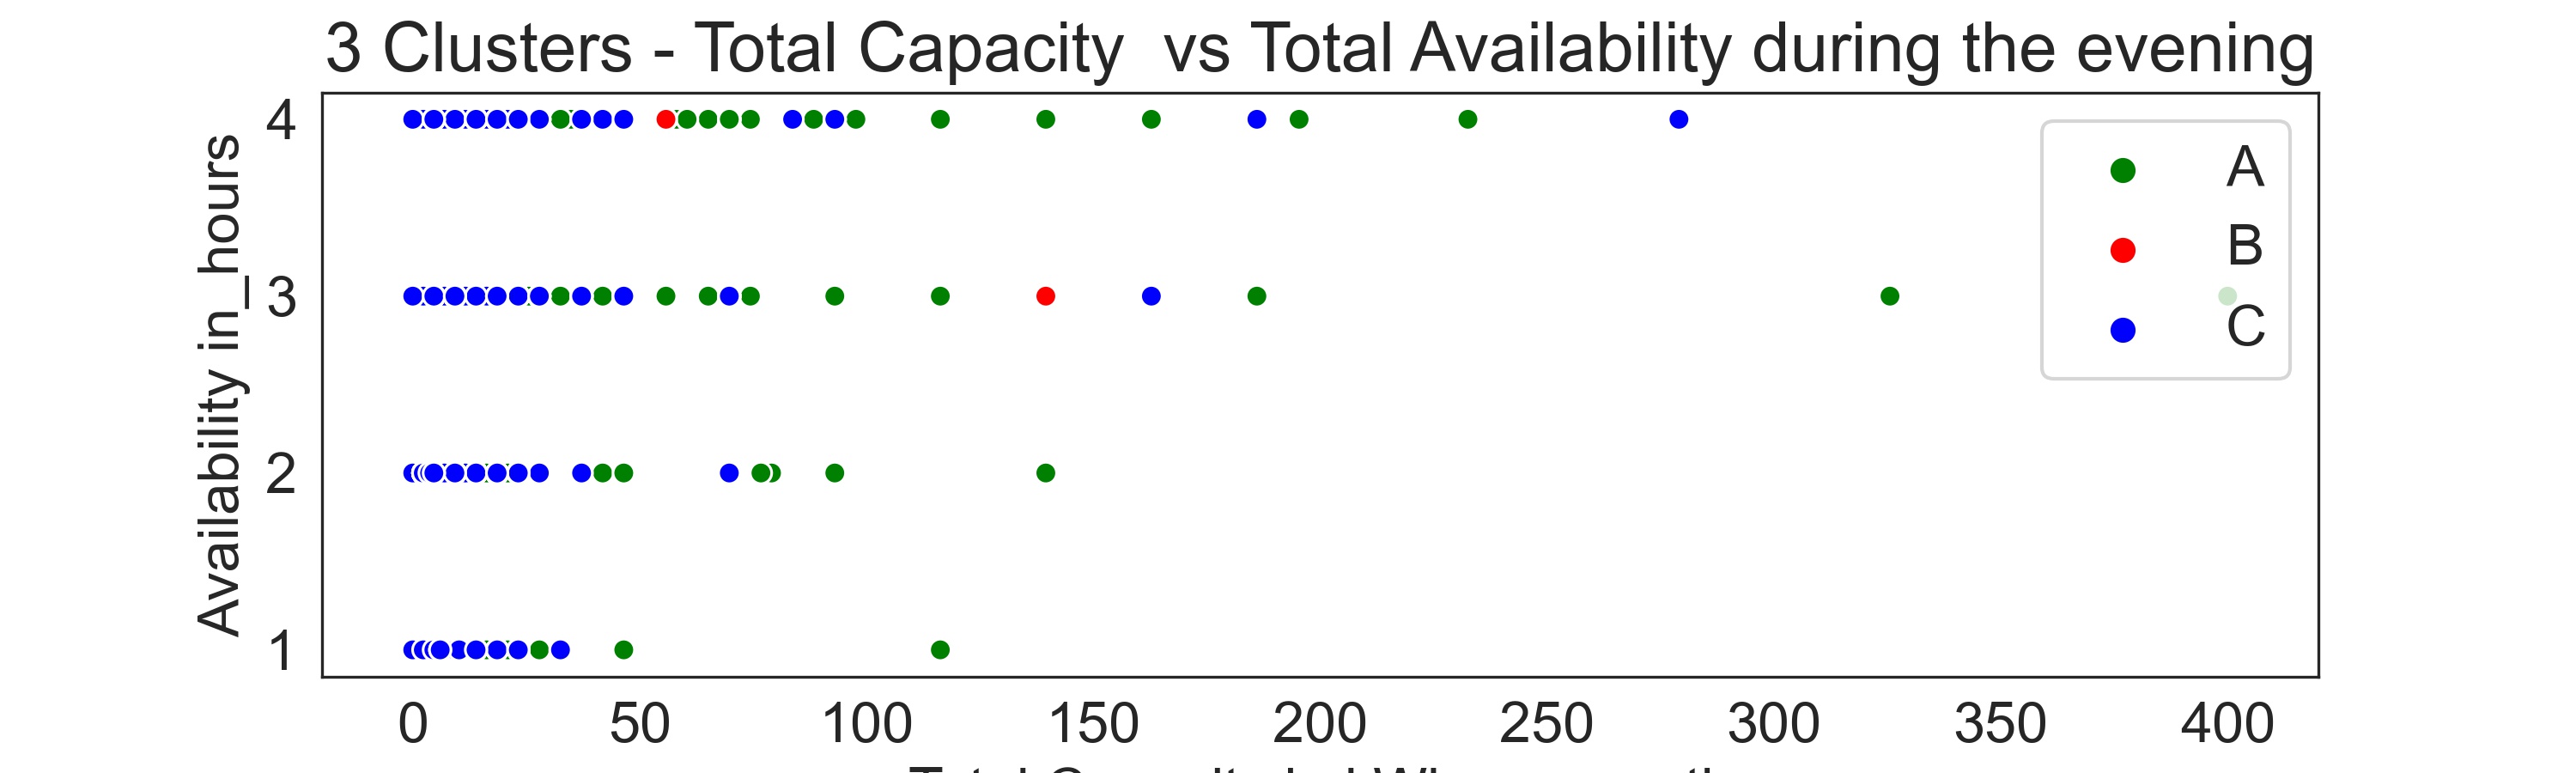 3 Clusters - Total Capacity vs Total Availability during the evening
Availability in_hours
4
3
2
1
A
B
C
0 50 100 150 200 250 300 350 400
Total